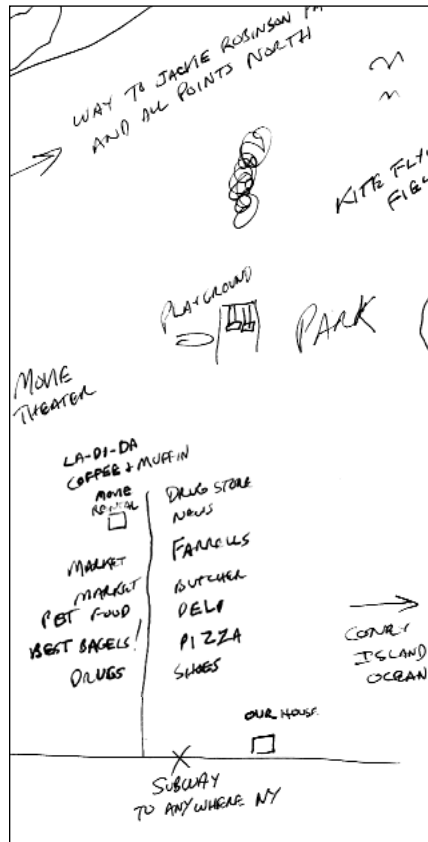 WAY TO JACKIE ROBINSON PA
AND ALL POINTS NORTH
KITE FLYI
FIEL
PLAYGROUND
PARK
MOVIE
THEATER
LA-DI-DA
COFFEE + MUFFIN
MOVIE
RENTAL
MARKET
MARKET
PET FOOD
BEST BAGELS!
DRUGS
DRUG STORE
NEWS
FARRELLS
BUTCHER
DELI
PIZZA
SHOES
CONEY
ISLAND
OCEAN
OUR HOUSE
SUBWAY
TO ANYWHERE NY